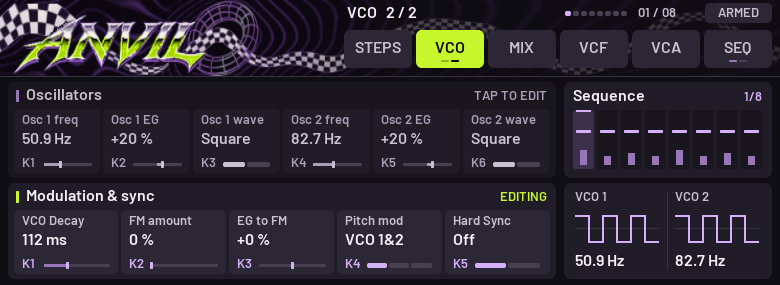 ANVIL
VCO 2 / 2
01 / 08
ARMED
STEPS
VCO
MIX
VCF
VCA
SEQ
Oscillators
TAP TO EDIT
Osc 1 freq
50.9 Hz
K1
Osc 1 EG
+20 %
K2
Osc 1 wave
Square
K3
Osc 2 freq
82.7 Hz
K4
Osc 2 EG
+20 %
K5
Osc 2 wave
Square
K6
Sequence
1/8
Modulation & sync
EDITING
VCO Decay
112 ms
K1
FM amount
0 %
K2
EG to FM
+0 %
K3
Pitch mod
VCO 1&2
K4
Hard Sync
Off
K5
VCO 1
50.9 Hz
VCO 2
82.7 Hz